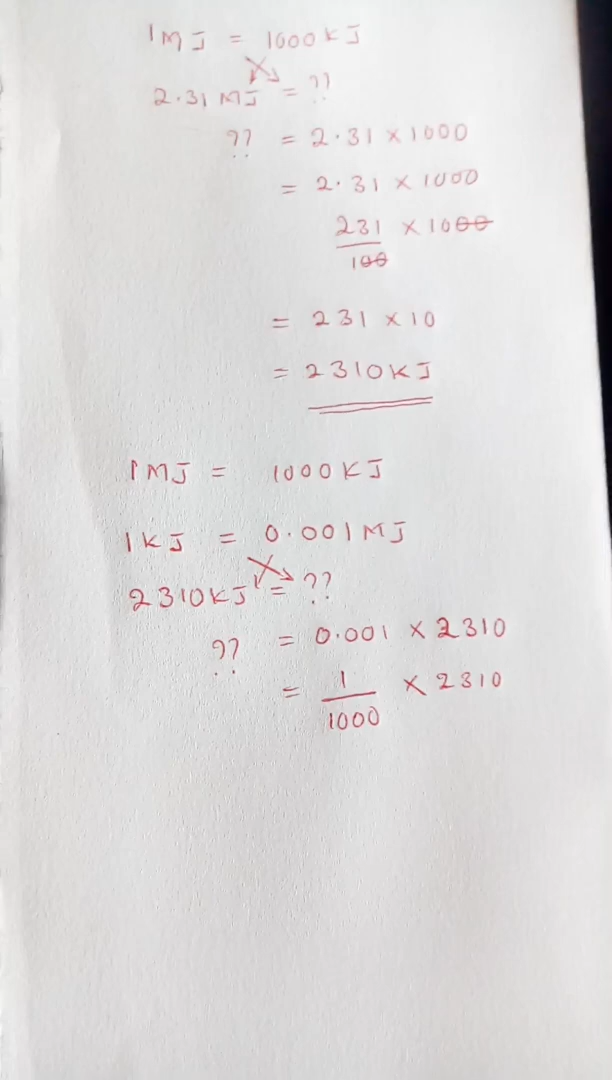 1MJ = 1000KJ
2.31 MJ = ??
?? = 2.31 × 1000
= 2.31 × 1000
231/100 × 1000
= 231 × 10
= 2310KJ
1MJ = 1000KJ
1KJ = 0.001MJ
2310KJ = ??
?? = 0.001 × 2310
= 1/1000 × 2310